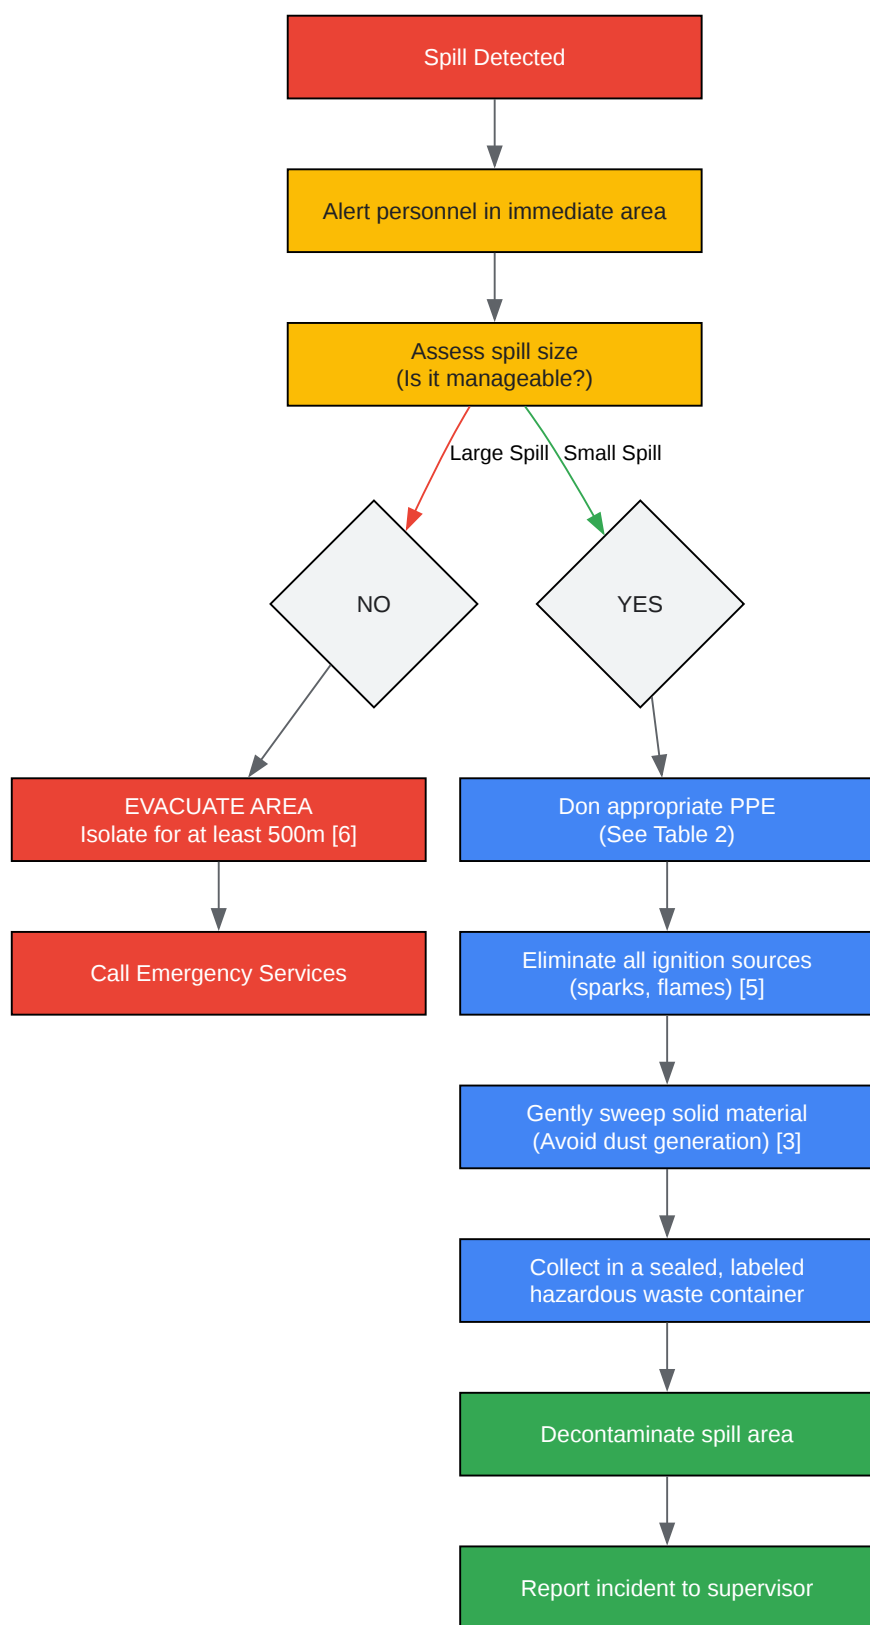 Spill Detected
Alert personnel in immediate area
Assess spill size
(Is it manageable?)
Large Spill
Small Spill
NO
YES
EVACUATE AREA
Isolate for at least 500m [6]
Don appropriate PPE
(See Table 2)
Call Emergency Services
Eliminate all ignition sources
(sparks, flames) [5]
Gently sweep solid material
(Avoid dust generation) [3]
Collect in a sealed, labeled
hazardous waste container
Decontaminate spill area
Report incident to supervisor